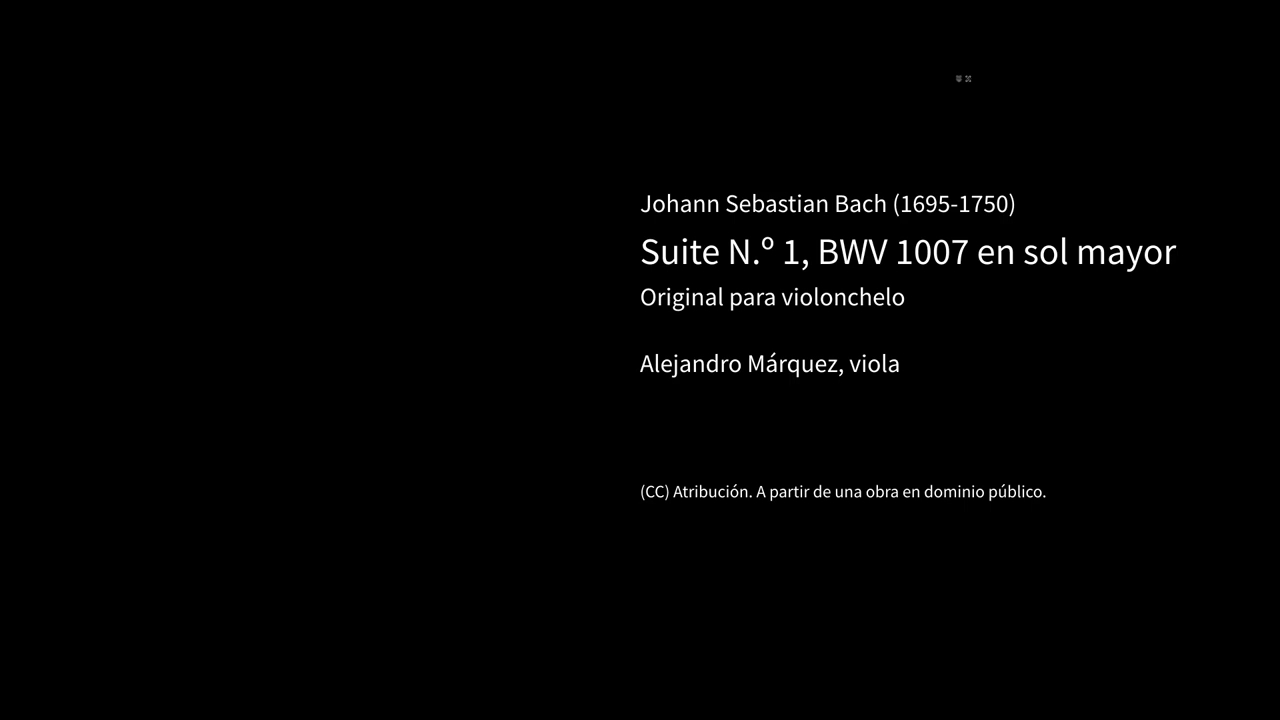 Johann Sebastian Bach (1695-1750)
Suite N.º 1, BWV 1007 en sol mayor
Original para violonchelo
Alejandro Márquez, viola
(CC) Atribución. A partir de una obra en dominio público.